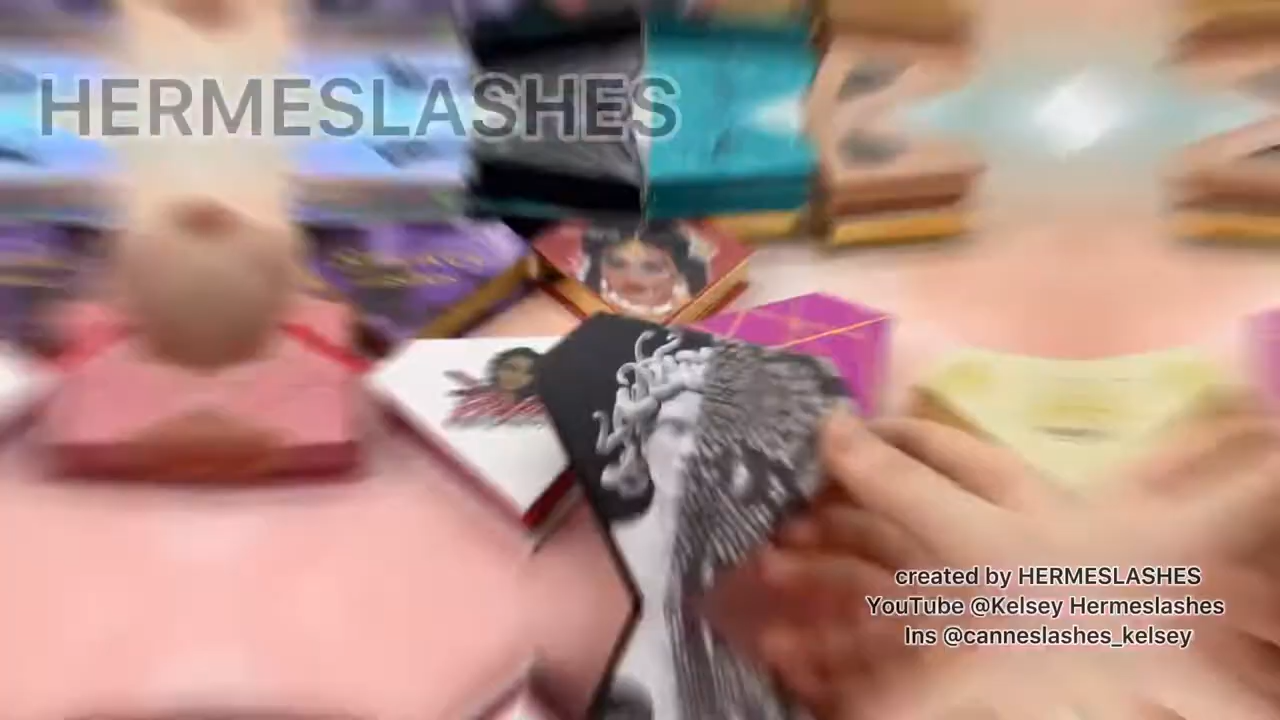 HERMESLASHES
created by HERMESLASHES
YouTube @Kelsey Hermeslashes
Ins @canneslashes_kelsey